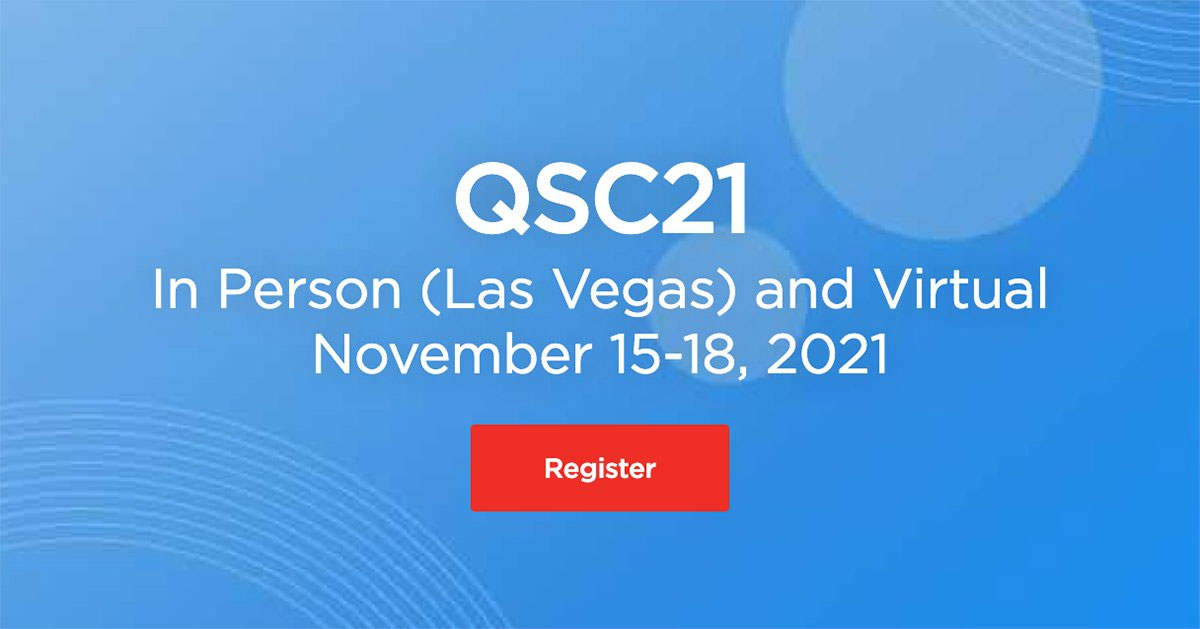 QSC21
In Person (Las Vegas) and Virtual
November 15-18, 2021
Register